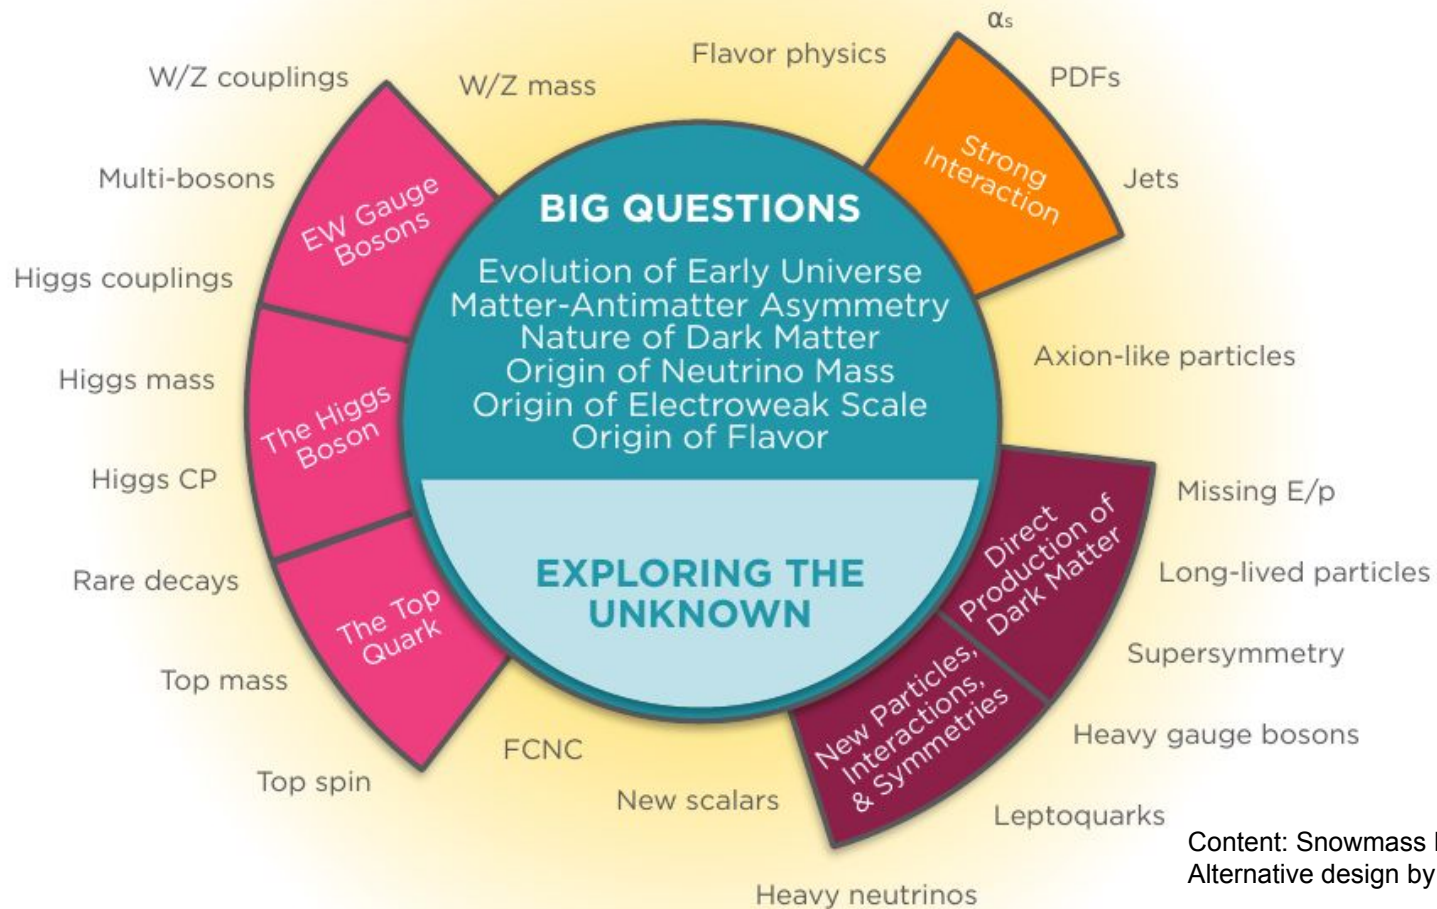 αs
Flavor physics
PDFs
W/Z couplings
W/Z mass
Strong
Interaction
Jets
Multi-bosons
EW Gauge
Bosons
BIG QUESTIONS
Evolution of Early Universe
Matter-Antimatter Asymmetry
Nature of Dark Matter
Origin of Neutrino Mass
Origin of Electroweak Scale
Origin of Flavor
Higgs couplings
Axion-like particles
Higgs mass
The Higgs
Boson
Higgs CP
Missing E/p
Direct
Production of
Dark Matter
EXPLORING THE
UNKNOWN
Rare decays
Long-lived particles
The Top
Quark
Supersymmetry
Top mass
New Particles,
Interactions,
& Symmetries
Heavy gauge bosons
FCNC
Top spin
New scalars
Leptoquarks
Content: Snowmass
Alternative design by
Heavy neutrinos